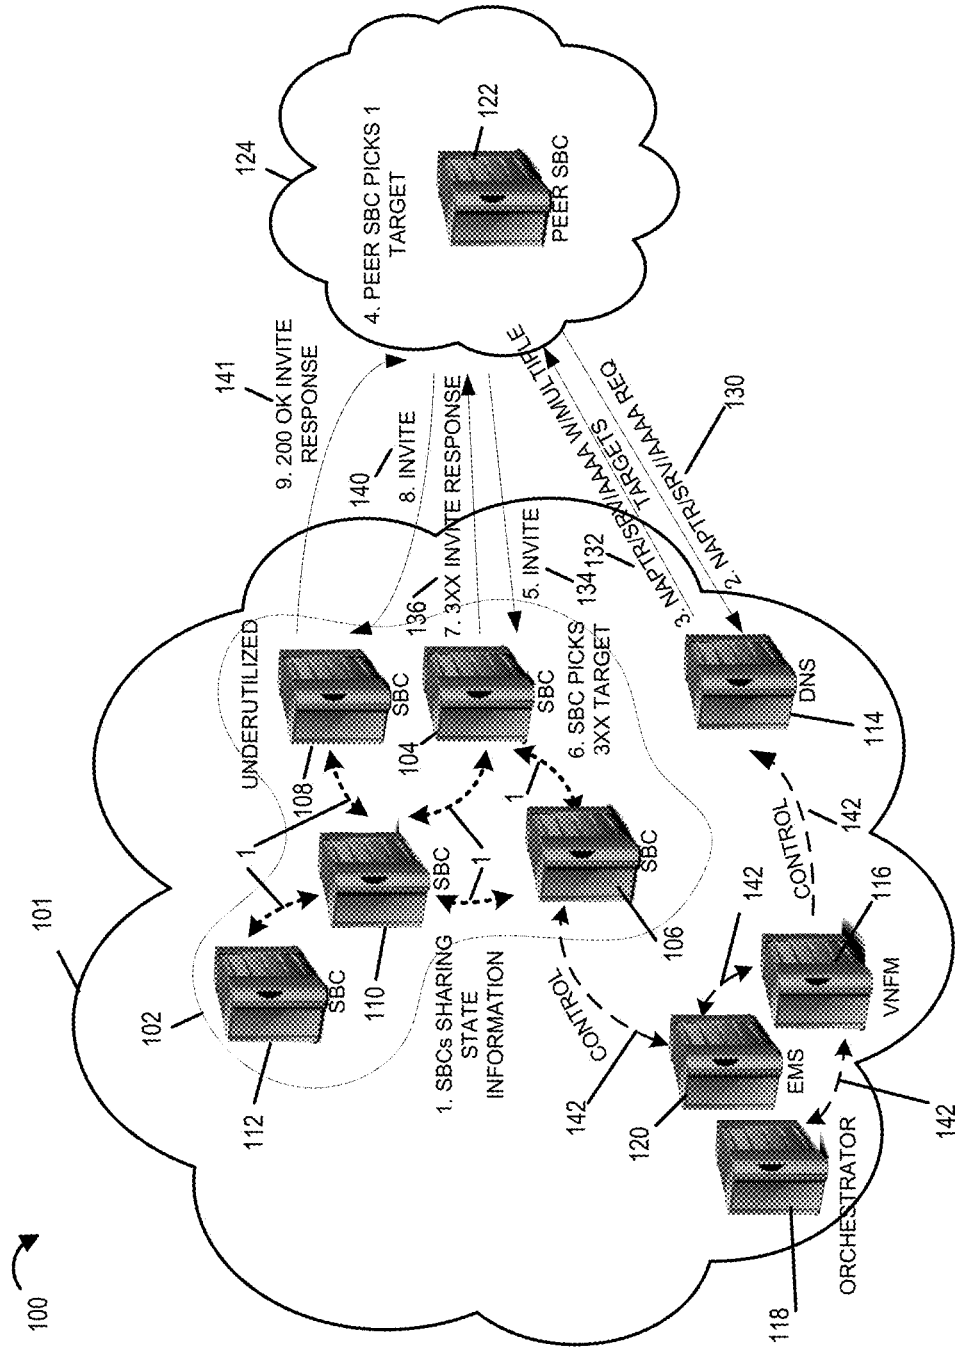 100
101
124
141
9. 200 OK INVITE
RESPONSE
4. PEER SBC PICKS 1
TARGET
122
PEER SBC
140
8. INVITE
136
7. 3XX INVITE RESPONSE
5. INVITE
134
132
3. NAPTR/SRV/AAAA W/MULTIPLE
TARGETS
2. NAPTR/SRV/AAAA REQ
130
UNDERUTILIZED
108
SBC
104
SBC
6. SBC PICKS
3XX TARGET
DNS
114
102
112
SBC
1
110
SBC
1
1
106
SBC
1. SBCs SHARING
STATE
INFORMATION
CONTROL
142
CONTROL
142
142
116
VNFM
120
EMS
142
118
ORCHESTRATOR